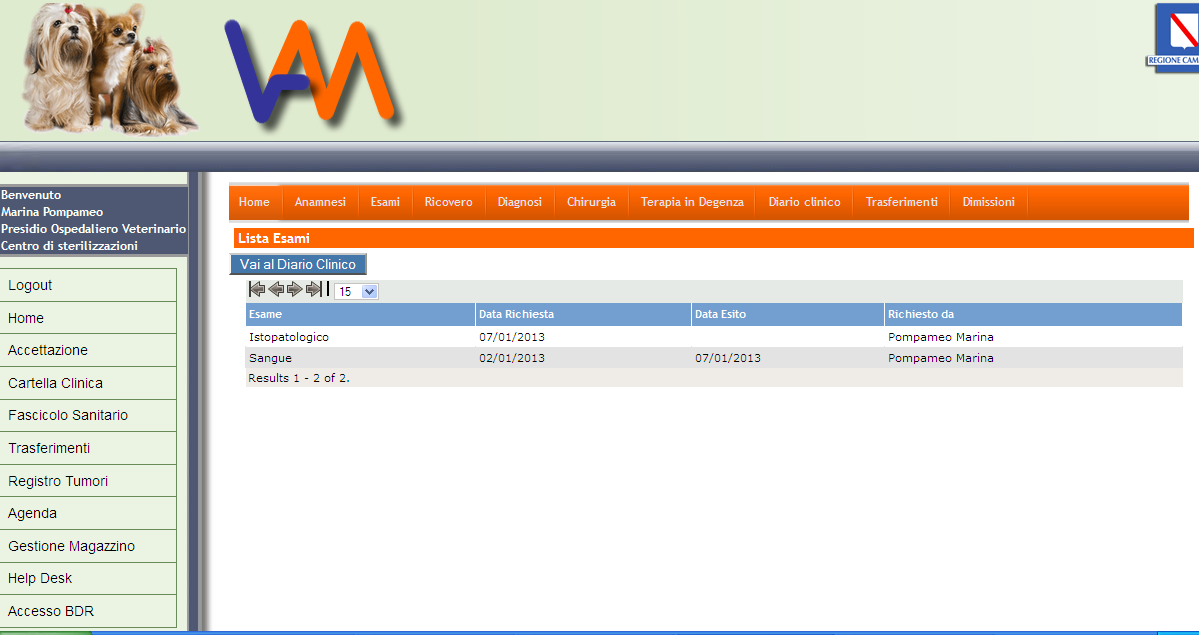 VAM
REGIONE CAM
Benvenuto
Marina Pompameo
Presidio Ospedaliero Veterinario
Centro di sterilizzazioni
Logout
Home
Accettazione
Cartella Clinica
Fascicolo Sanitario
Trasferimenti
Registro Tumori
Agenda
Gestione Magazzino
Help Desk
Accesso BDR
Home Anamnesi Esami Ricovero Diagnosi Chirurgia Terapia in Degenza Diario clinico Trasferimenti Dimissioni
Lista Esami
Vai al Diario Clinico
15
Esame Data Richiesta Data Esito Richiesto da
Istopatologico 07/01/2013 Pompameo Marina
Sangue 02/01/2013 07/01/2013 Pompameo Marina
Results 1 - 2 of 2.